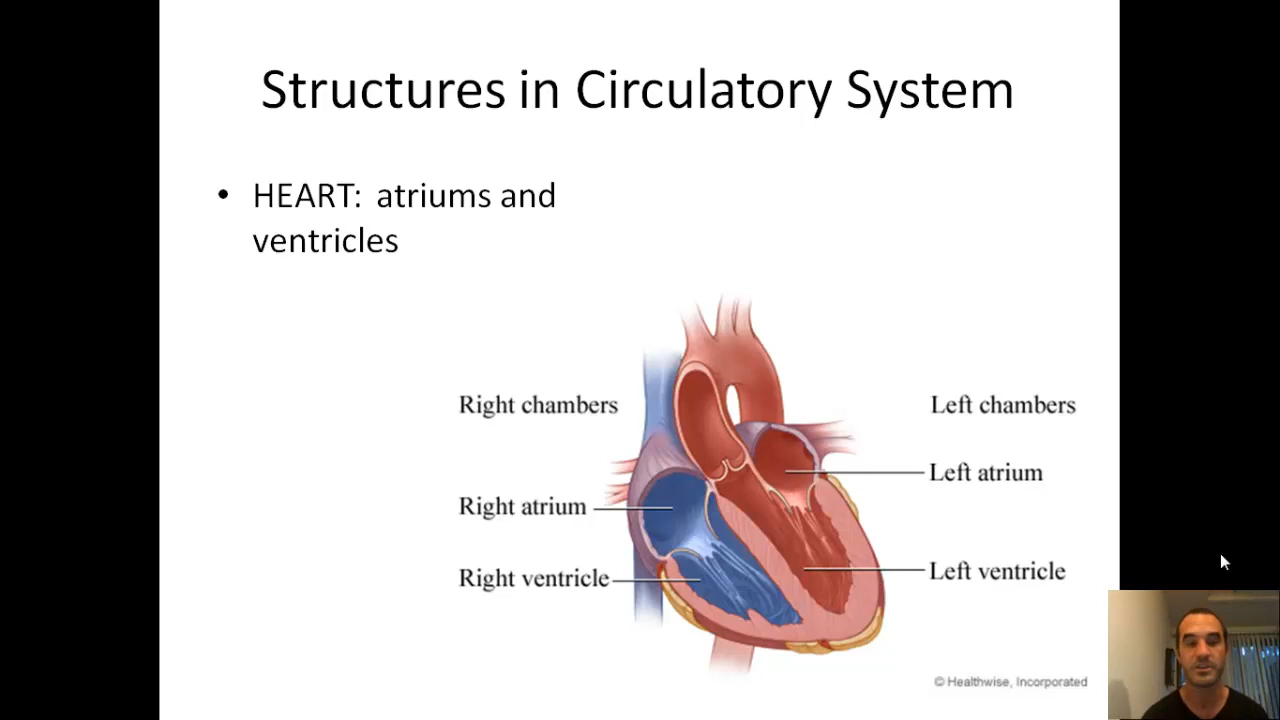 Structures in Circulatory System
• HEART: atriums and
ventricles
Right chambers
Left chambers
Left atrium
Right atrium
Left ventricle
Right ventricle
© Healthwise, Incorporated